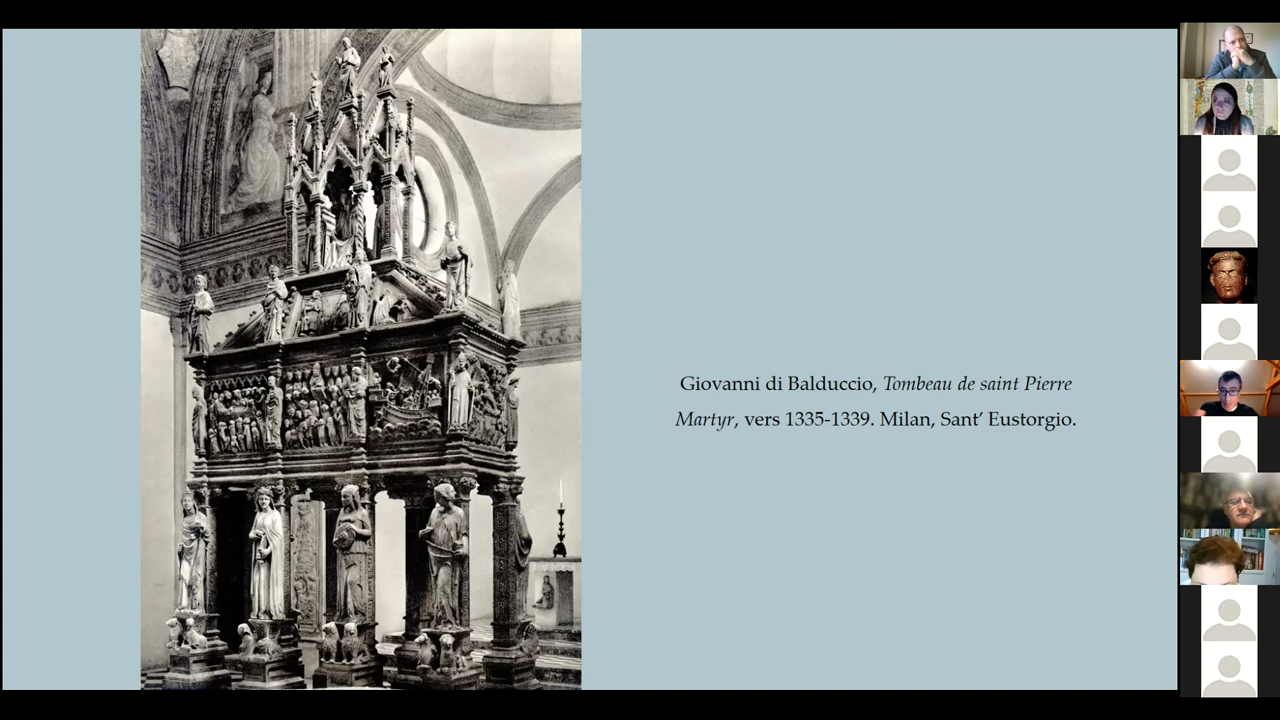 Giovanni di Balduccio, Tombeau de saint Pierre
Martyr, vers 1335-1339. Milan, Sant’ Eustorgio.